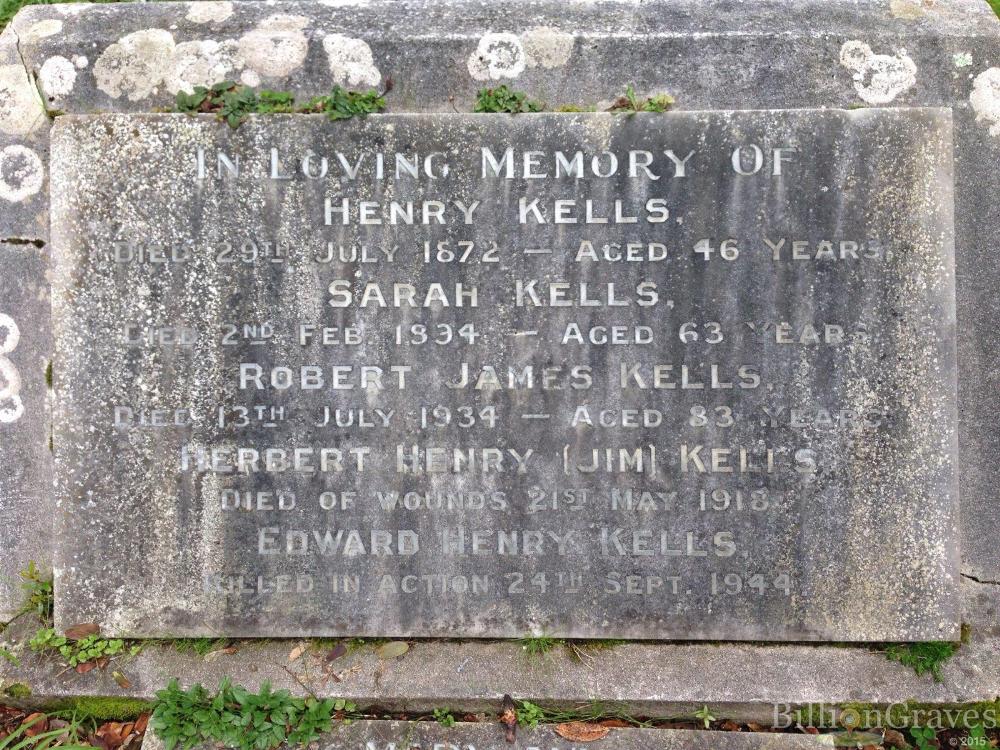 IN LOVING MEMORY OF
HENRY KELLS,
DIED 29TH JULY 1872 — AGED 46 YEARS.
SARAH KELLS,
DIED 2ND FEB. 1894 — AGED 63 YEARS
ROBERT JAMES KELLS,
DIED 13TH JULY 1934 — AGED 83 YEARS
HERBERT HENRY (JIM) KELLS
DIED OF WOUNDS 21ST MAY 1918.
EDWARD HENRY KELLS,
KILLED IN ACTION 24TH SEPT. 1944.
BillionGraves
© 2015